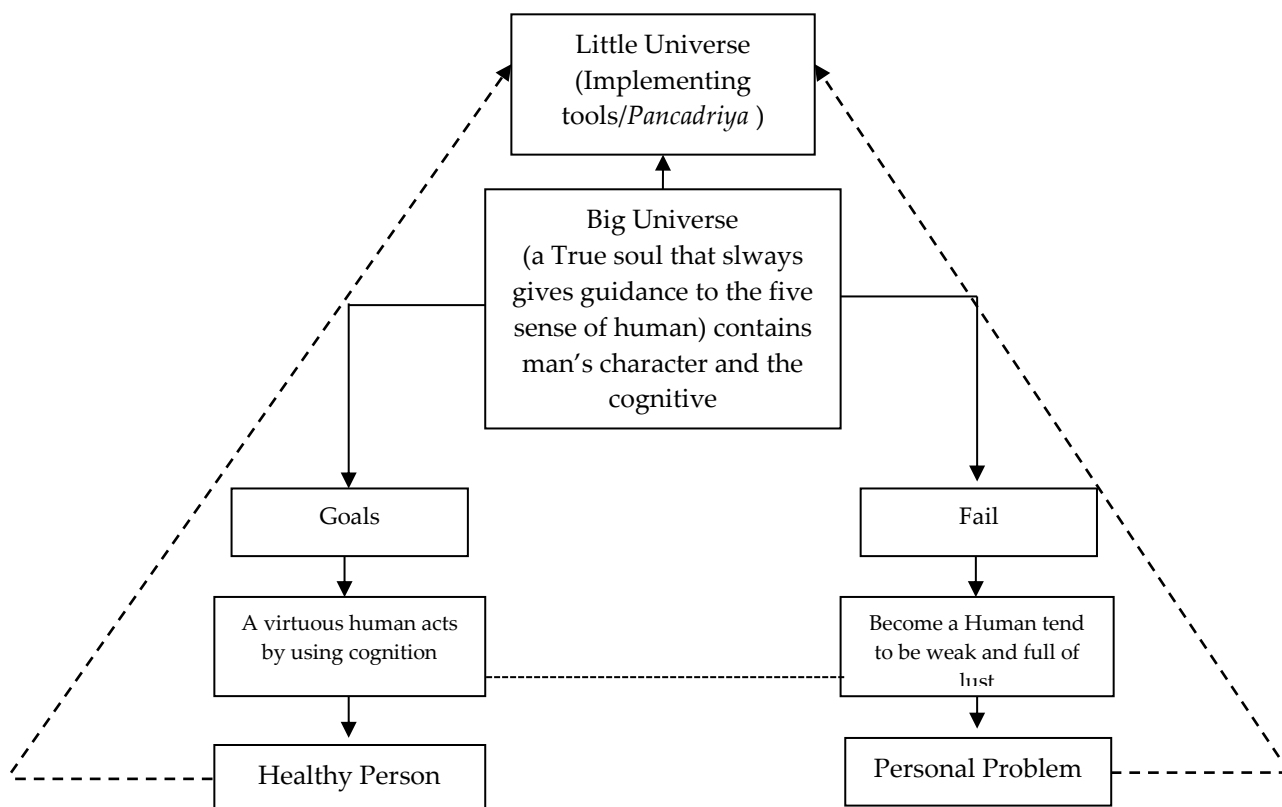 Little Universe
(Implementing
tools/Pancadriya )
Big Universe
(a True soul that slways
gives guidance to the five
sense of human) contains
man's character and the
cognitive
Goals
Fail
A virtuous human acts
by using cognition
Become a Human tend
to be weak and full of
lust
Healthy Person
Personal Problem